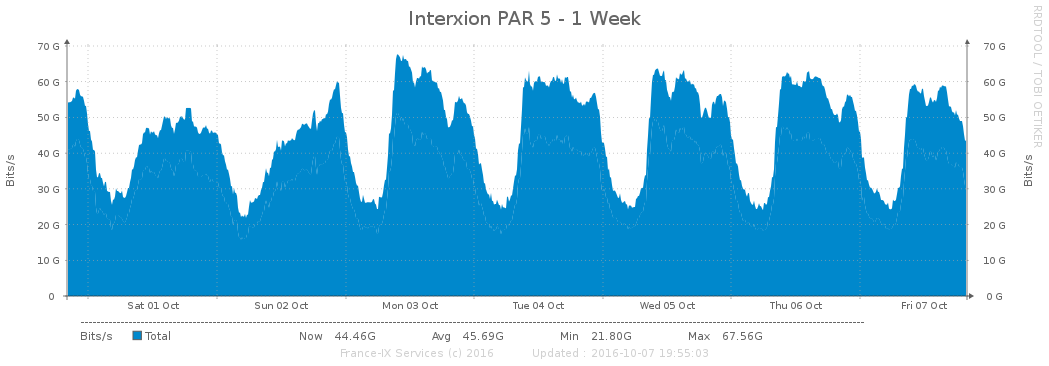 Interxion PAR 5 - 1 Week
RRDTOOL / TOBI OETIKER
70 G 70 G
60 G 60 G
50 G 50 G
40 G 40 G
30 G 30 G
20 G 20 G
10 G 10 G
0 0 G
Bits/s Bits/s
Sat 01 Oct Sun 02 Oct Mon 03 Oct Tue 04 Oct Wed 05 Oct Thu 06 Oct Fri 07 Oct
Bits/s Total Now 44.46G Avg 45.69G Min 21.80G Max 67.56G
France-IX Services (c) 2016 Updated : 2016-10-07 19:55:03